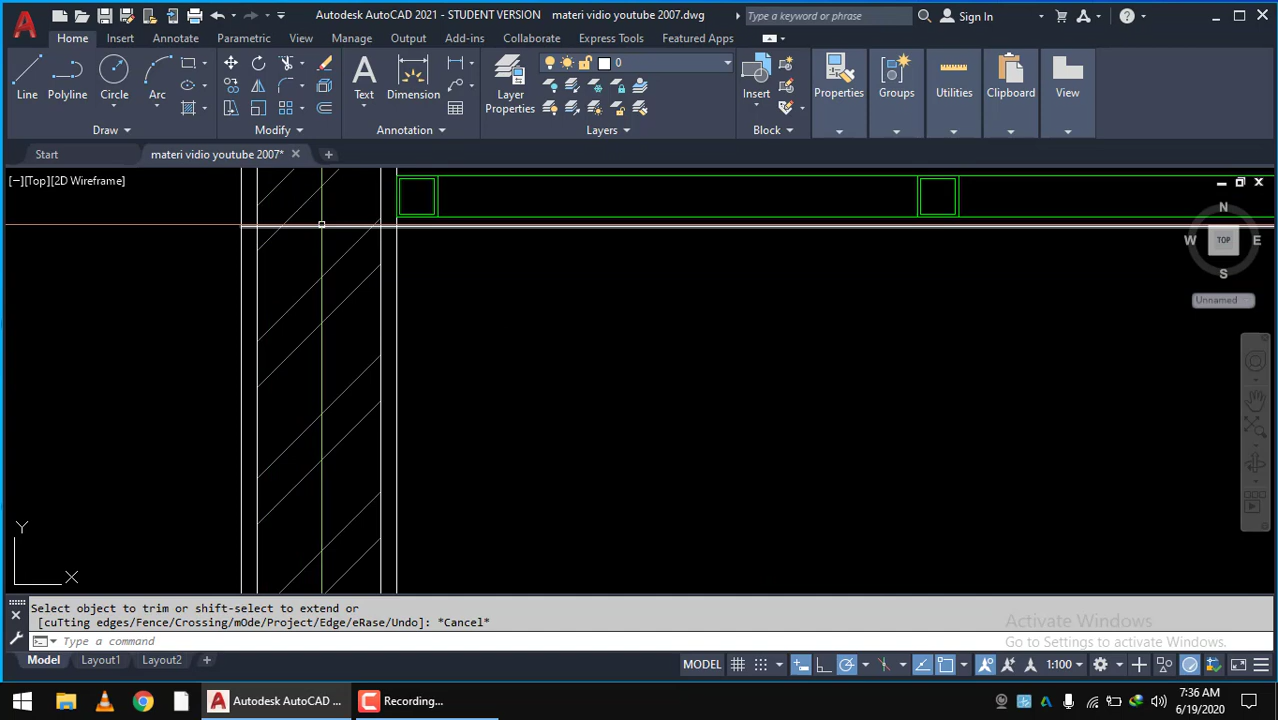 Autodesk AutoCAD 2021 - STUDENT VERSION materi vidio youtube 2007.dwg Type a keyword or phrase Sign In
Home Insert Annotate Parametric View Manage Output Add-ins Collaborate Express Tools Featured Apps
0
Line Polyline Circle Arc Text Dimension Layer Properties Insert Properties Groups Utilities Clipboard View
Draw Modify Annotation Layers Block
Start materi vidio youtube 2007*
[−][Top][2D Wireframe]
N
W TOP E
S
Unnamed
Y
X
Select object to trim or shift-select to extend or
[cuTting edges/Fence/Crossing/mOde/Project/Edge/eRase/Undo]: *Cancel*
Type a command
Activate Windows
Go to Settings to activate Windows.
Model Layout1 Layout2 MODEL 1:100
Autodesk AutoCAD ... Recording... 7:36 AM
6/19/2020